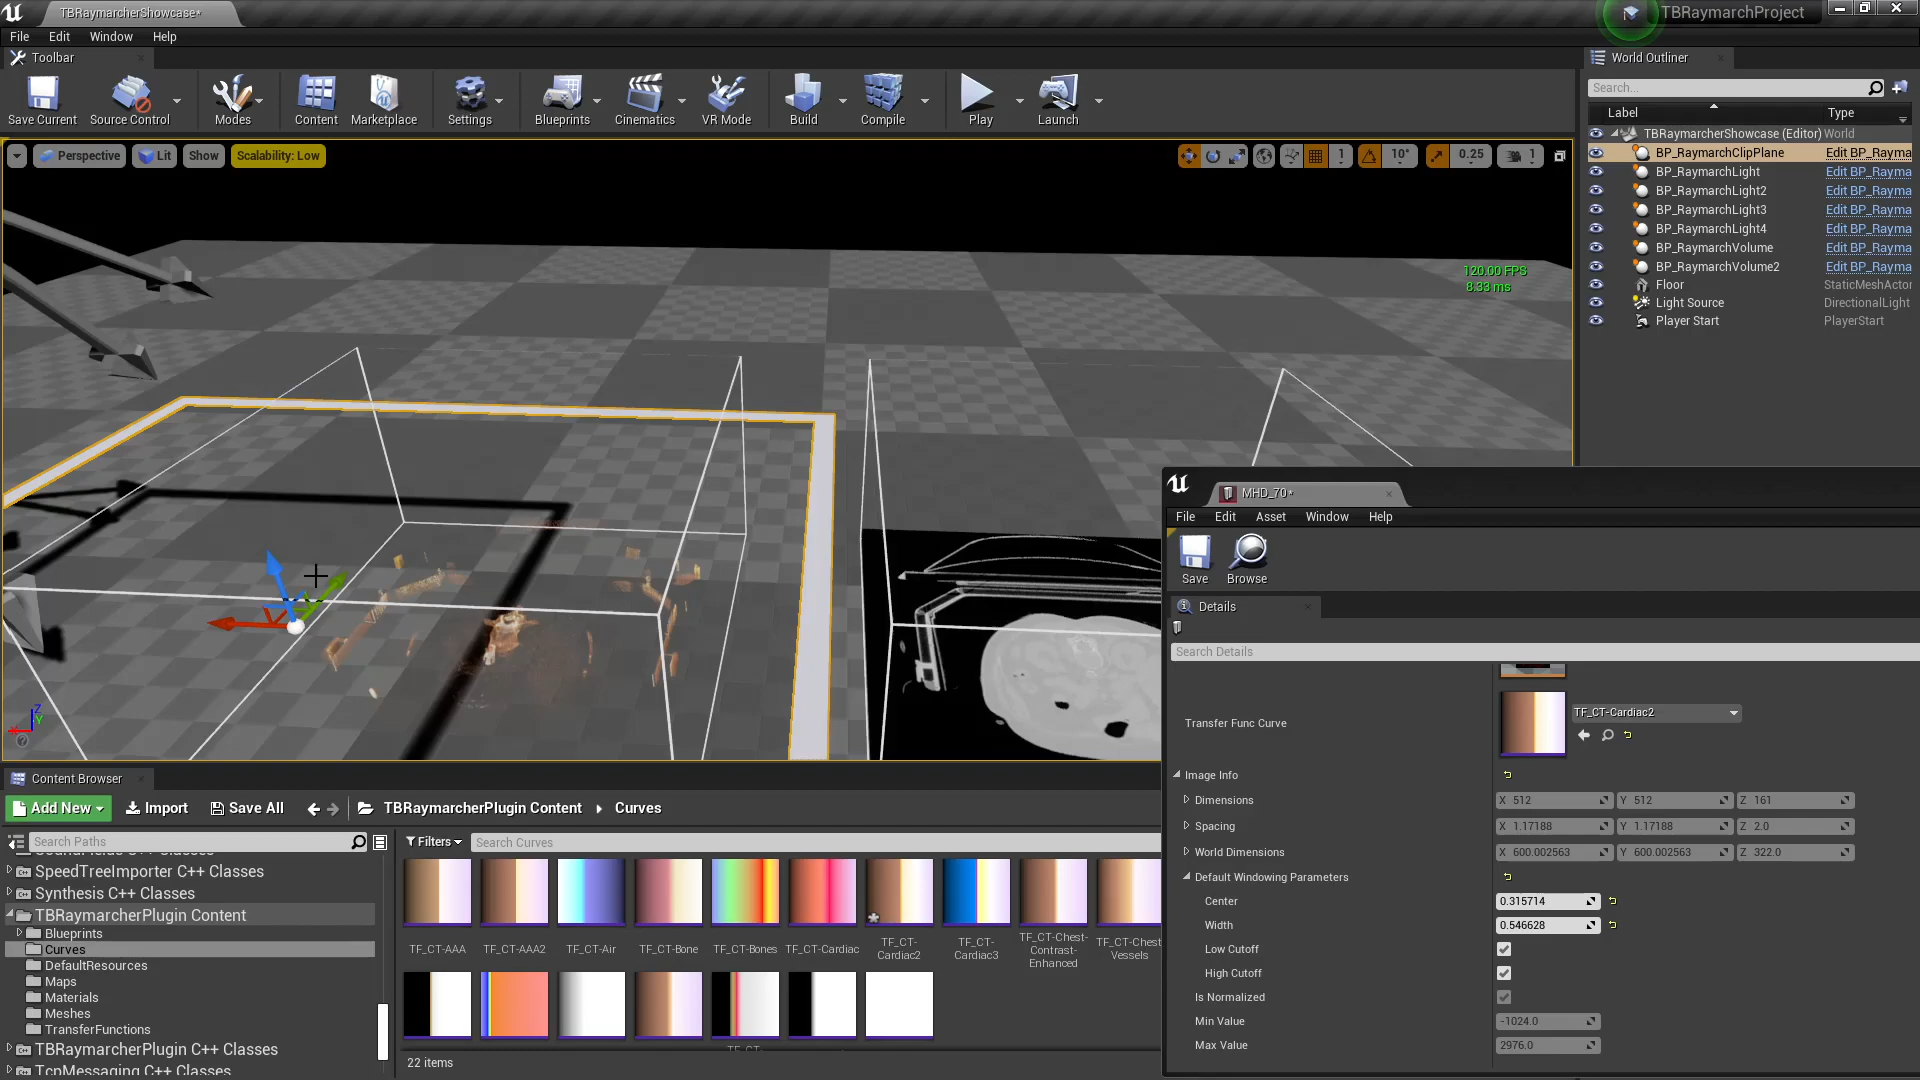 TBRaymarcherShowcase*
TBRaymarchProject
File Edit Window Help
Toolbar
Save Current
Source Control
Modes
Content
Marketplace
Settings
Blueprints
Cinematics
VR Mode
Build
Compile
Play
Launch
Perspective
Lit
Show
Scalability: Low
1
10°
0.25
1
120.00 FPS
8.33 ms
World Outliner
Search...
Label Type
TBRaymarcherShowcase (Editor) World
BP_RaymarchClipPlane Edit BP_Rayma
BP_RaymarchLight Edit BP_Rayma
BP_RaymarchLight2 Edit BP_Rayma
BP_RaymarchLight3 Edit BP_Rayma
BP_RaymarchLight4 Edit BP_Rayma
BP_RaymarchVolume Edit BP_Rayma
BP_RaymarchVolume2 Edit BP_Rayma
Floor StaticMeshActor
Light Source DirectionalLight
Player Start PlayerStart
Z
Y
X
MHD_70*
File Edit Asset Window Help
Save
Browse
Details
Search Details
Transfer Func Curve
TF_CT-Cardiac2
Image Info
Dimensions X 512 Y 512 Z 161
Spacing X 1.17188 Y 1.17188 Z 2.0
World Dimensions X 600.002563 Y 600.002563 Z 322.0
Default Windowing Parameters
Center 0.315714
Width 0.546628
Low Cutoff
High Cutoff
Is Normalized
Min Value -1024.0
Max Value 2976.0
Content Browser
Add New
Import
Save All
TBRaymarcherPlugin Content
Curves
Search Paths
Filters
Search Curves
SpeedTreeImporter C++ Classes
Synthesis C++ Classes
TBRaymarcherPlugin Content
Blueprints
Curves
DefaultResources
Maps
Materials
Meshes
TransferFunctions
TBRaymarcherPlugin C++ Classes
TcpMessaging C++ Classes
TF_CT-AAA
TF_CT-AAA2
TF_CT-Air
TF_CT-Bone
TF_CT-Bones
TF_CT-Cardiac
TF_CT-
Cardiac2
TF_CT-
Cardiac3
TF_CT-Chest-
Contrast-
Enhanced
TF_CT-Chest
Vessels
TF_CT-
22 items